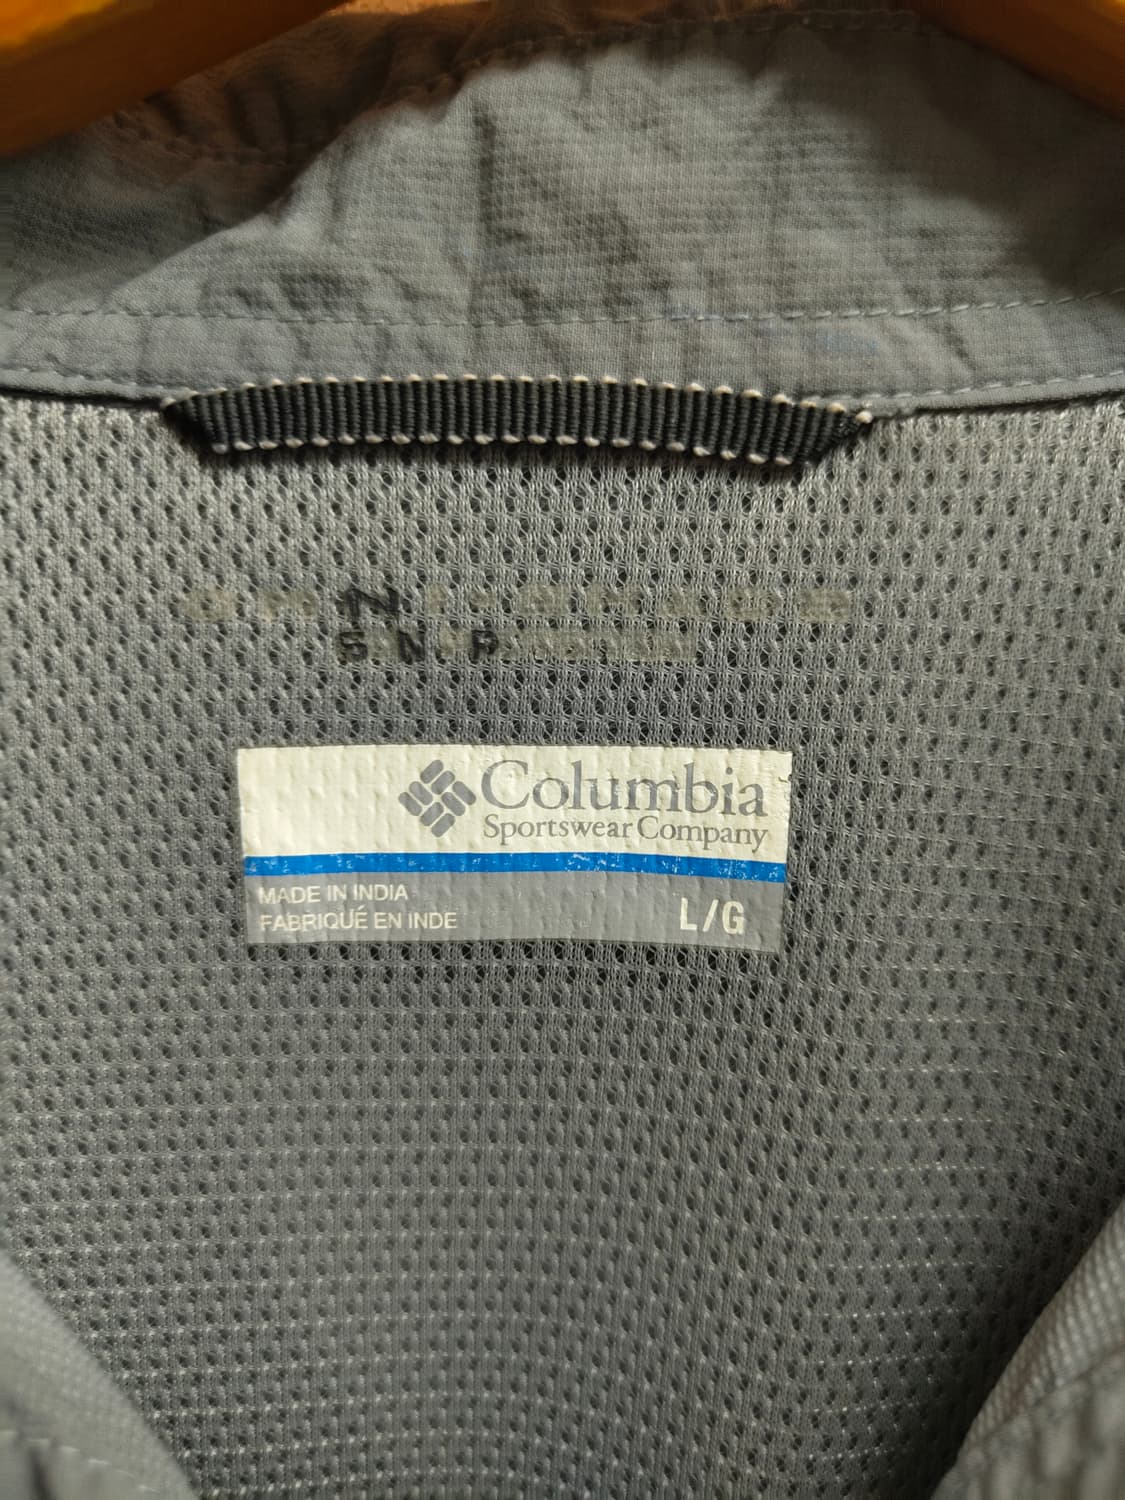 Columbia
Sportswear Company
MADE IN INDIA
FABRIQUÉ EN INDE
L/G